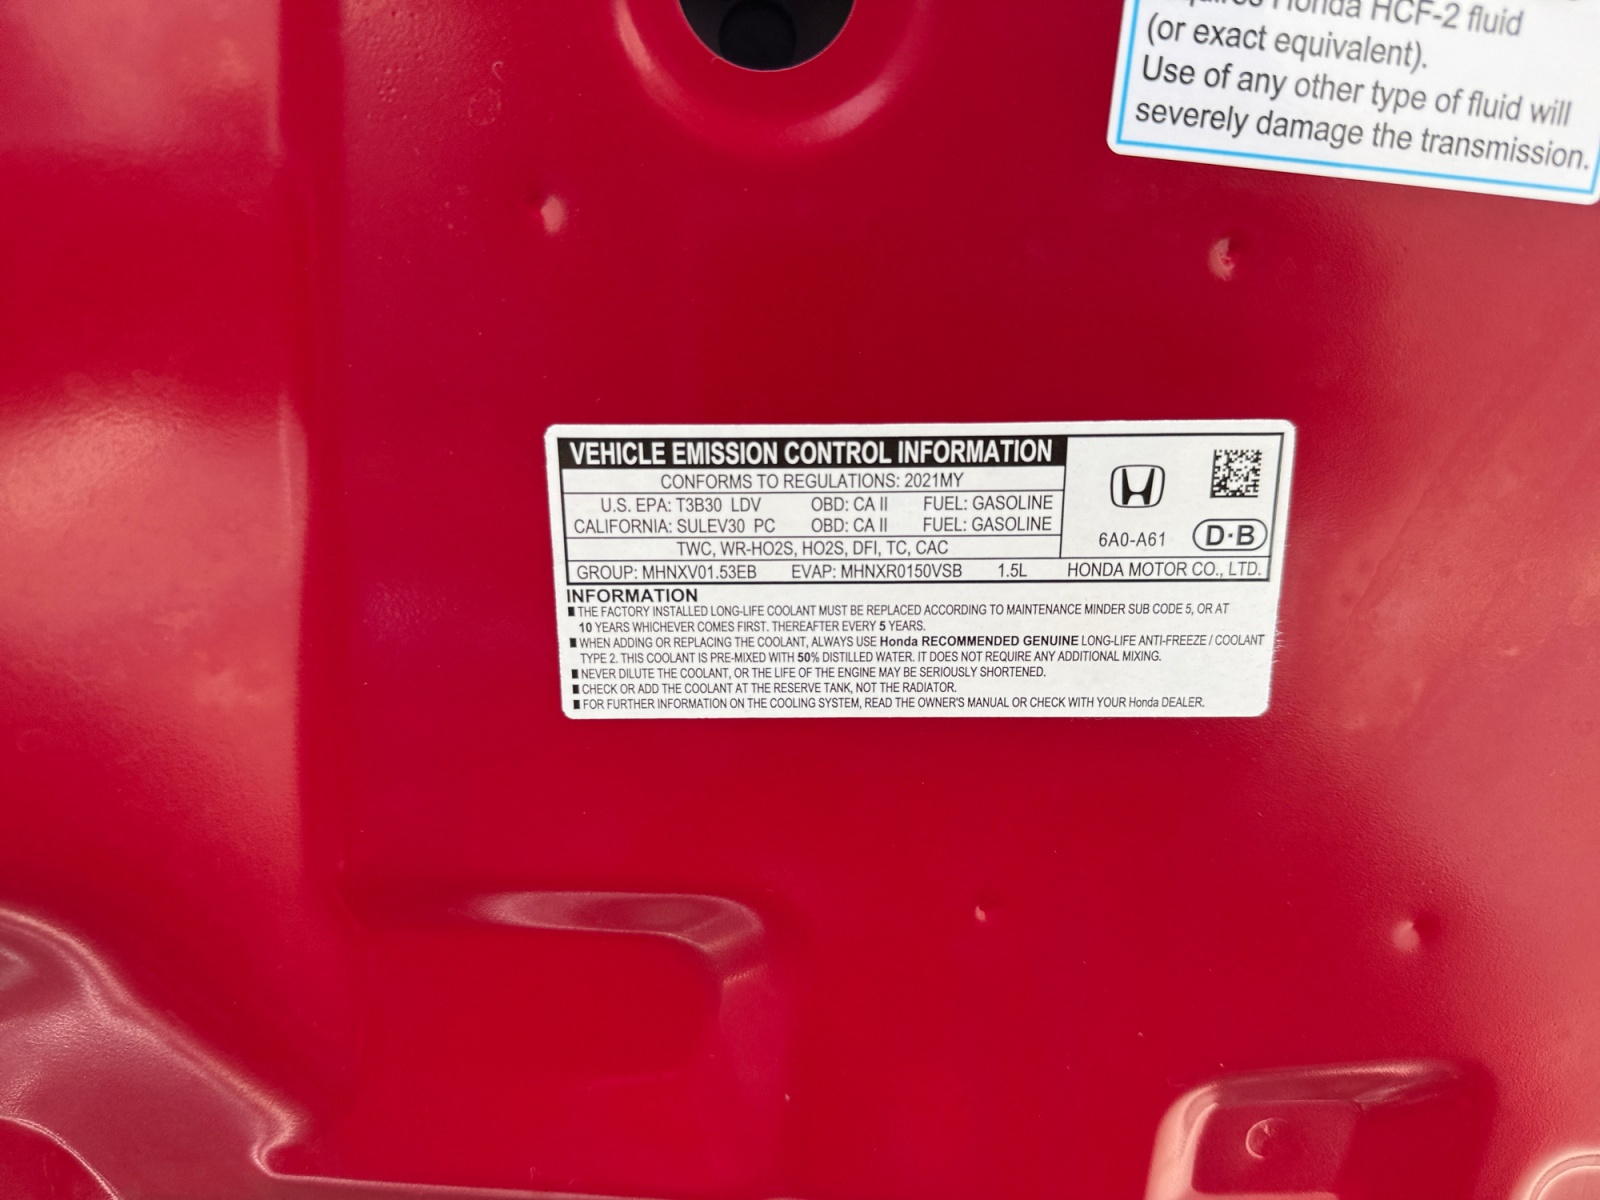 Honda HCF-2 fluid
(or exact equivalent).
Use of any other type of fluid will
severely damage the transmission.
VEHICLE EMISSION CONTROL INFORMATION
CONFORMS TO REGULATIONS: 2021MY
U.S. EPA: T3B30 LDV OBD: CA II FUEL: GASOLINE
CALIFORNIA: SULEV30 PC OBD: CA II FUEL: GASOLINE
TWC, WR-HO2S, HO2S, DFI, TC, CAC
6A0-A61 D·B
GROUP: MHNXV01.53EB EVAP: MHNXR0150VSB 1.5L HONDA MOTOR CO., LTD.
INFORMATION
■ THE FACTORY INSTALLED LONG-LIFE COOLANT MUST BE REPLACED ACCORDING TO MAINTENANCE MINDER SUB CODE 5, OR AT
10 YEARS WHICHEVER COMES FIRST. THEREAFTER EVERY 5 YEARS.
■ WHEN ADDING OR REPLACING THE COOLANT, ALWAYS USE Honda RECOMMENDED GENUINE LONG-LIFE ANTI-FREEZE / COOLANT
TYPE 2. THIS COOLANT IS PRE-MIXED WITH 50% DISTILLED WATER. IT DOES NOT REQUIRE ANY ADDITIONAL MIXING.
■ NEVER DILUTE THE COOLANT, OR THE LIFE OF THE ENGINE MAY BE SERIOUSLY SHORTENED.
■ CHECK OR ADD THE COOLANT AT THE RESERVE TANK, NOT THE RADIATOR.
■ FOR FURTHER INFORMATION ON THE COOLING SYSTEM, READ THE OWNER'S MANUAL OR CHECK WITH YOUR Honda DEALER.